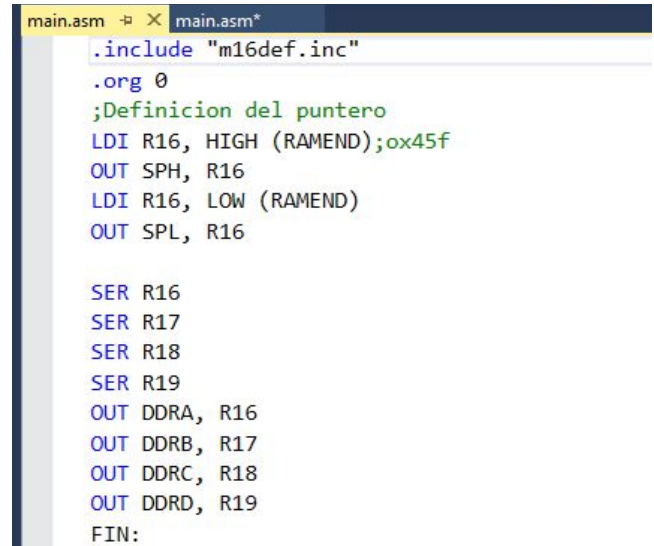 main.asm main.asm*
.include "m16def.inc"
.org 0
;Definicion del puntero
LDI R16, HIGH (RAMEND);ox45f
OUT SPH, R16
LDI R16, LOW (RAMEND)
OUT SPL, R16
SER R16
SER R17
SER R18
SER R19
OUT DDRA, R16
OUT DDRB, R17
OUT DDRC, R18
OUT DDRD, R19
FIN: